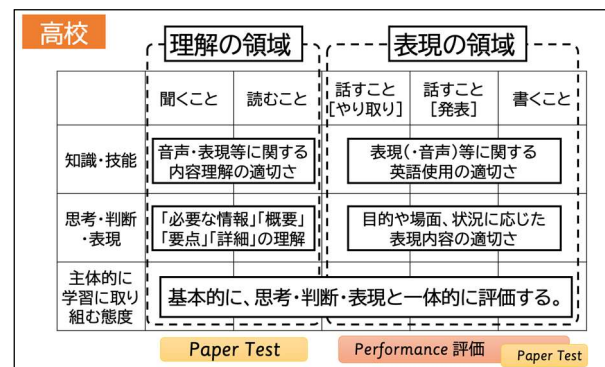 高校
理解の領域
表現の領域
聞くこと
読むこと
話すこと
[やり取り]
話すこと
[発表]
書くこと
知識・技能
音声・表現等に関する
内容理解の適切さ
表現(・音声)等に関する
英語使用の適切さ
思考・判断
・表現
「必要な情報」「概要」
「要点」「詳細」の理解
目的や場面、状況に応じた
表現内容の適切さ
主体的に
学習に取り
組む態度
基本的に、思考・判断・表現と一体的に評価する。
Paper Test
Performance 評価
Paper Test